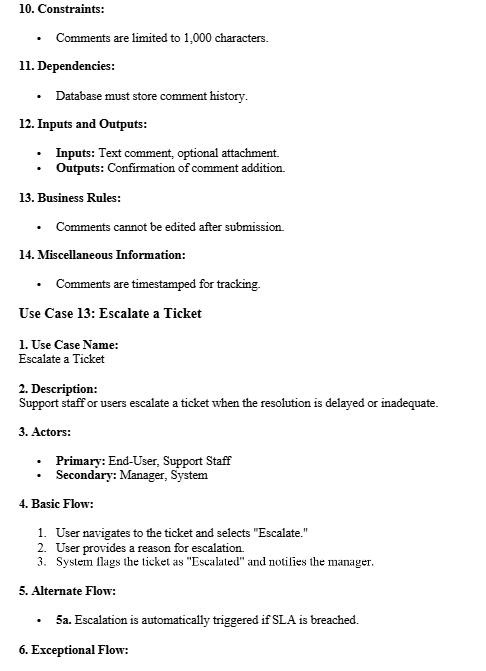 10. Constraints:
• Comments are limited to 1,000 characters.
11. Dependencies:
• Database must store comment history.
12. Inputs and Outputs:
• Inputs: Text comment, optional attachment.
• Outputs: Confirmation of comment addition.
13. Business Rules:
• Comments cannot be edited after submission.
14. Miscellaneous Information:
• Comments are timestamped for tracking.
Use Case 13: Escalate a Ticket
1. Use Case Name:
Escalate a Ticket
2. Description:
Support staff or users escalate a ticket when the resolution is delayed or inadequate.
3. Actors:
• Primary: End-User, Support Staff
• Secondary: Manager, System
4. Basic Flow:
1. User navigates to the ticket and selects "Escalate."
2. User provides a reason for escalation.
3. System flags the ticket as "Escalated" and notifies the manager.
5. Alternate Flow:
• 5a. Escalation is automatically triggered if SLA is breached.
6. Exceptional Flow: